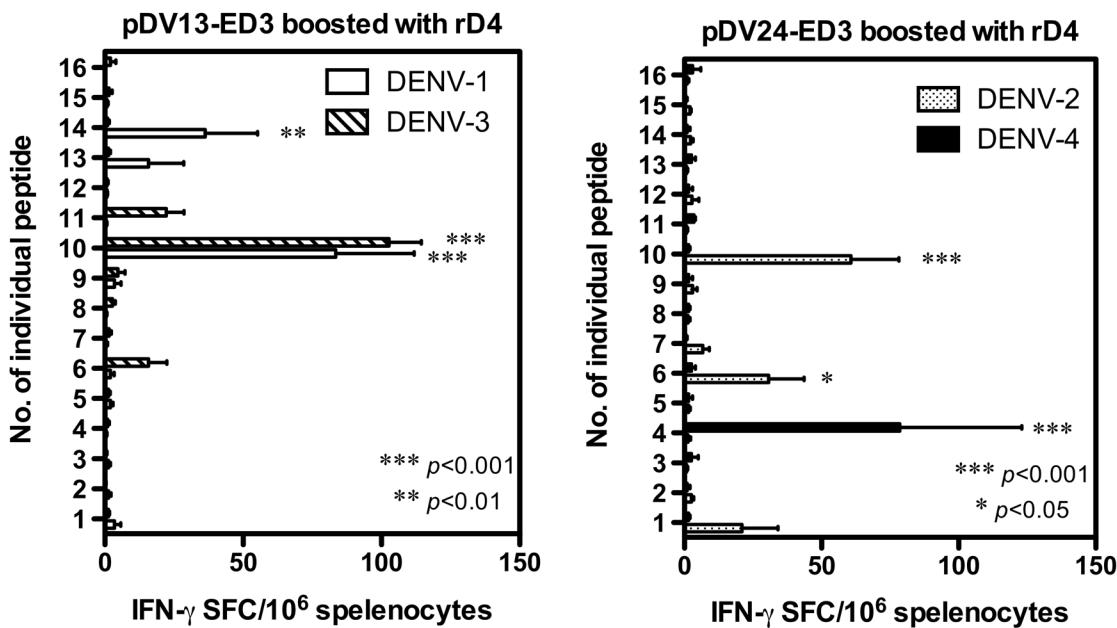 pDV13-ED3 boosted with rD4
No. of individual peptide
16
15
14
13
12
11
10
9
8
7
6
5
4
3
2
1
DENV-1
DENV-3
**
***
***
*** p<0.001
** p<0.01
0 50 100 150
IFN-γ SFC/10⁶ spelenocytes
pDV24-ED3 boosted with rD4
No. of individual peptide
16
15
14
13
12
11
10
9
8
7
6
5
4
3
2
1
DENV-2
DENV-4
***
*
***
*** p<0.001
* p<0.05
0 50 100 150
IFN-γ SFC/10⁶ spelenocytes